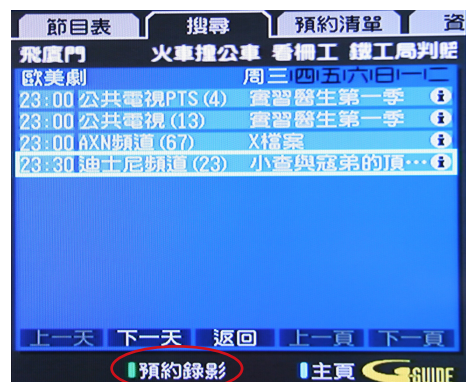 節目表 搜尋 預約清單 資
飛度門 火車撞公車 看柵工 鐵工局判賠
歐美劇 周三四五六日一二
23:00 公共電視PTS(4) 實習醫生第一季
23:00 公共電視(13) 實習醫生第一季
23:00 AXN頻道(67) X檔案
23:30 迪士尼頻道(23) 小查與寇弟的頂…
上一天 下一天 返回 上一頁 下一頁
預約錄影 主頁 G-GUIDE